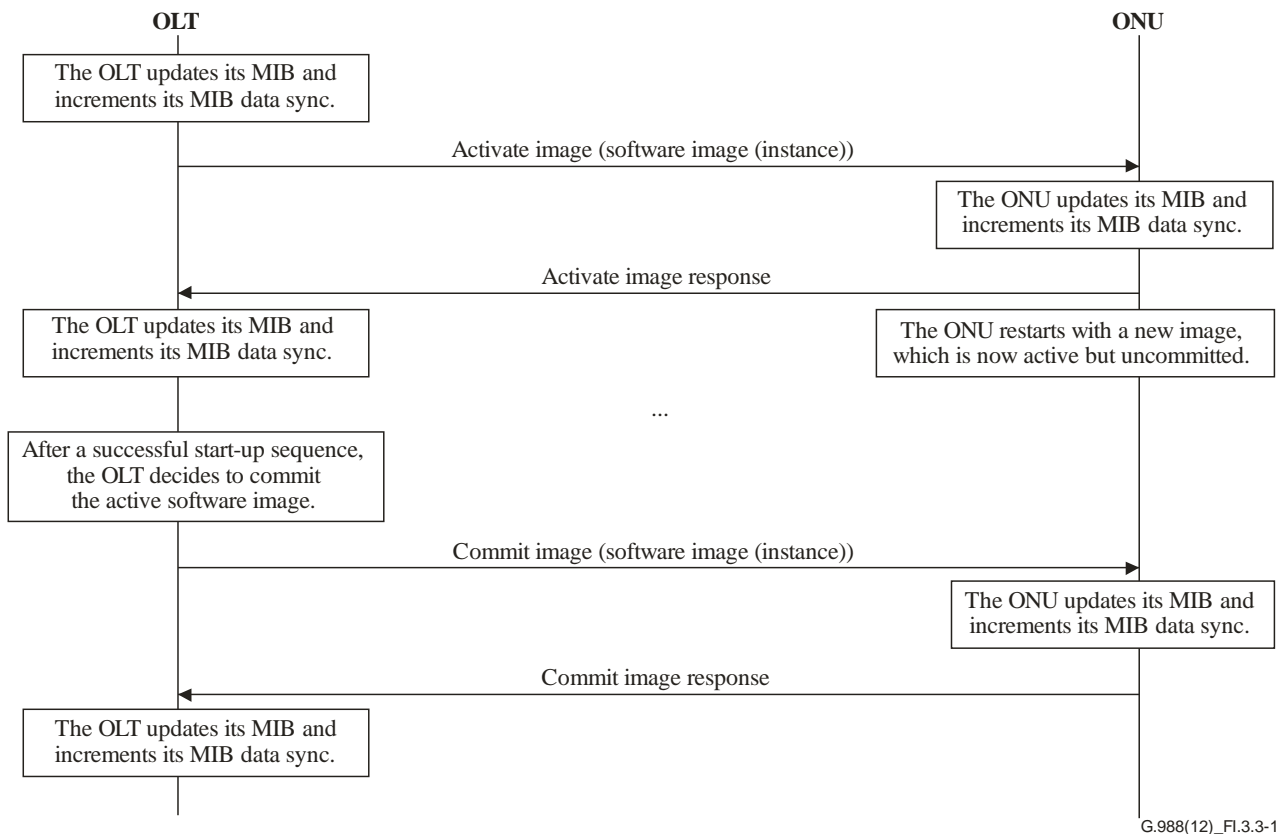 OLT
ONU
The OLT updates its MIB and
increments its MIB data sync.
Activate image (software image (instance))
The ONU updates its MIB and
increments its MIB data sync.
Activate image response
The OLT updates its MIB and
increments its MIB data sync.
The ONU restarts with a new image,
which is now active but uncommitted.
...
After a successful start-up sequence,
the OLT decides to commit
the active software image.
Commit image (software image (instance))
The ONU updates its MIB and
increments its MIB data sync.
Commit image response
The OLT updates its MIB and
increments its MIB data sync.
G.988(12)_FI.3.3-1